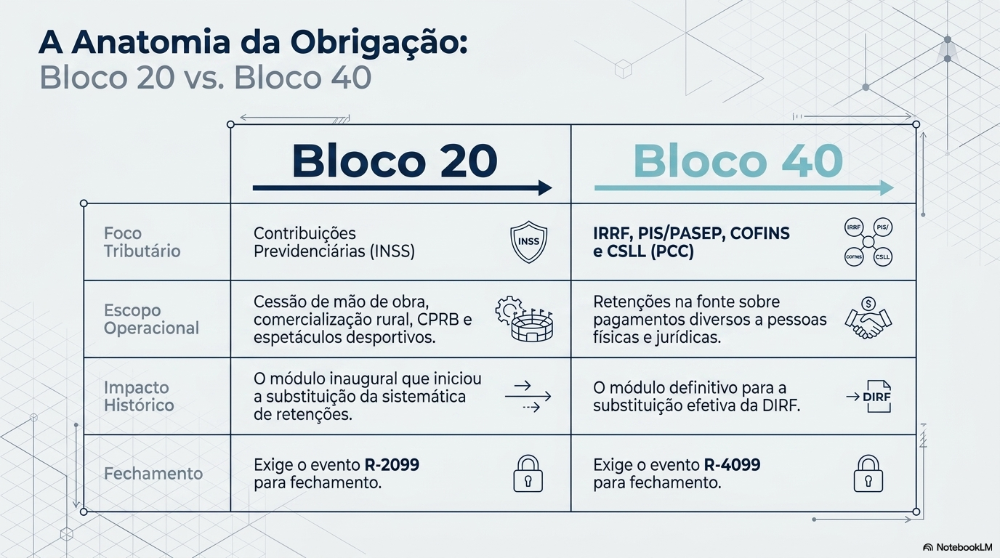 A Anatomia da Obrigação:
Bloco 20 vs. Bloco 40
Bloco 20
Bloco 40
Foco
Tributário
Contribuições
Previdenciárias (INSS)
INSS
IRRF, PIS/PASEP, COFINS
e CSLL (PCC)
IRRF
PIS/
COFINS
CSLL
Escopo
Operacional
Cessão de mão de obra,
comercialização rural, CPRB e
espetáculos desportivos.
Retenções na fonte sobre
pagamentos diversos a pessoas
físicas e jurídicas.
$
Impacto
Histórico
O módulo inaugural que iniciou
a substituição da sistemática
de retenções.
O módulo definitivo para a
substituição efetiva da DIRF.
DIRF
Fechamento
Exige o evento R-2099
para fechamento.
Exige o evento R-4099
para fechamento.
NotebookLM